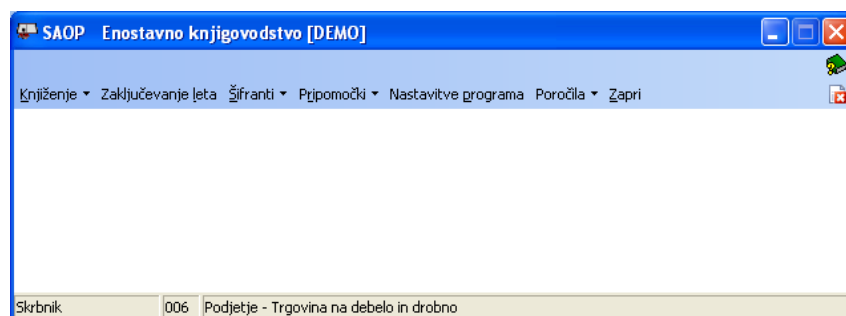 SAOP Enostavno knjigovodstvo [DEMO]
Knjiženje Zaključevanje leta Šifranti Pripomočki Nastavitve programa Poročila Zapri
Skrbnik 006 Podjetje - Trgovina na debelo in drobno